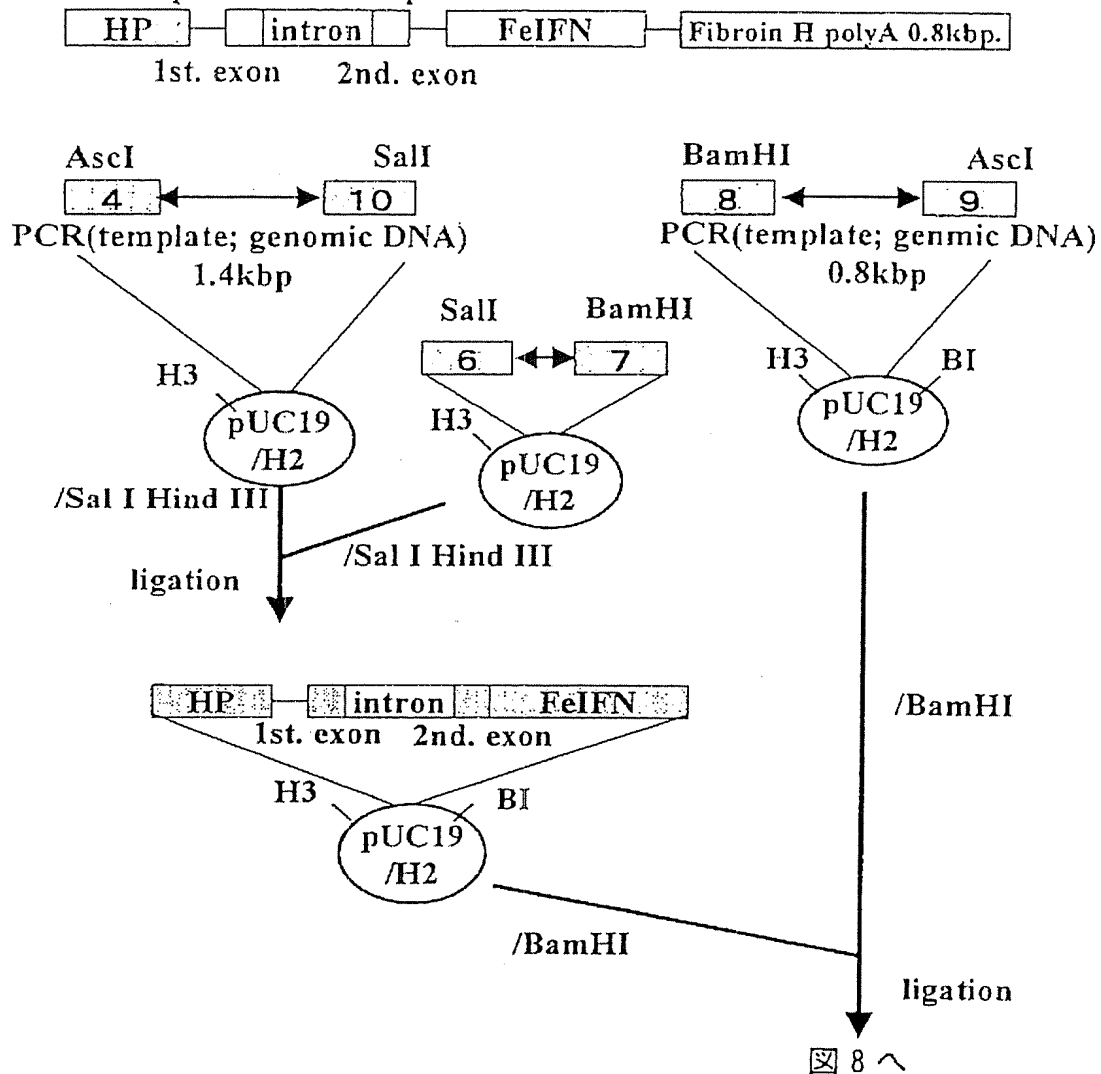 HP intron FeIFN Fibroin H polyA 0.8kbp.
1st. exon 2nd. exon
AscI SalI BamHI AscI
4 10 8 9
PCR(template; genomic DNA) PCR(template; genmic DNA)
1.4kbp 0.8kbp
SalI BamHI
6 7
H3 H3 BI
pUC19 pUC19
/H2 /H2
H3
pUC19
/H2
/Sal I Hind III
/Sal I Hind III
ligation
HP intron FeIFN
1st. exon 2nd. exon
/BamHI
H3 BI
pUC19
/H2
/BamHI
ligation
図 8 へ